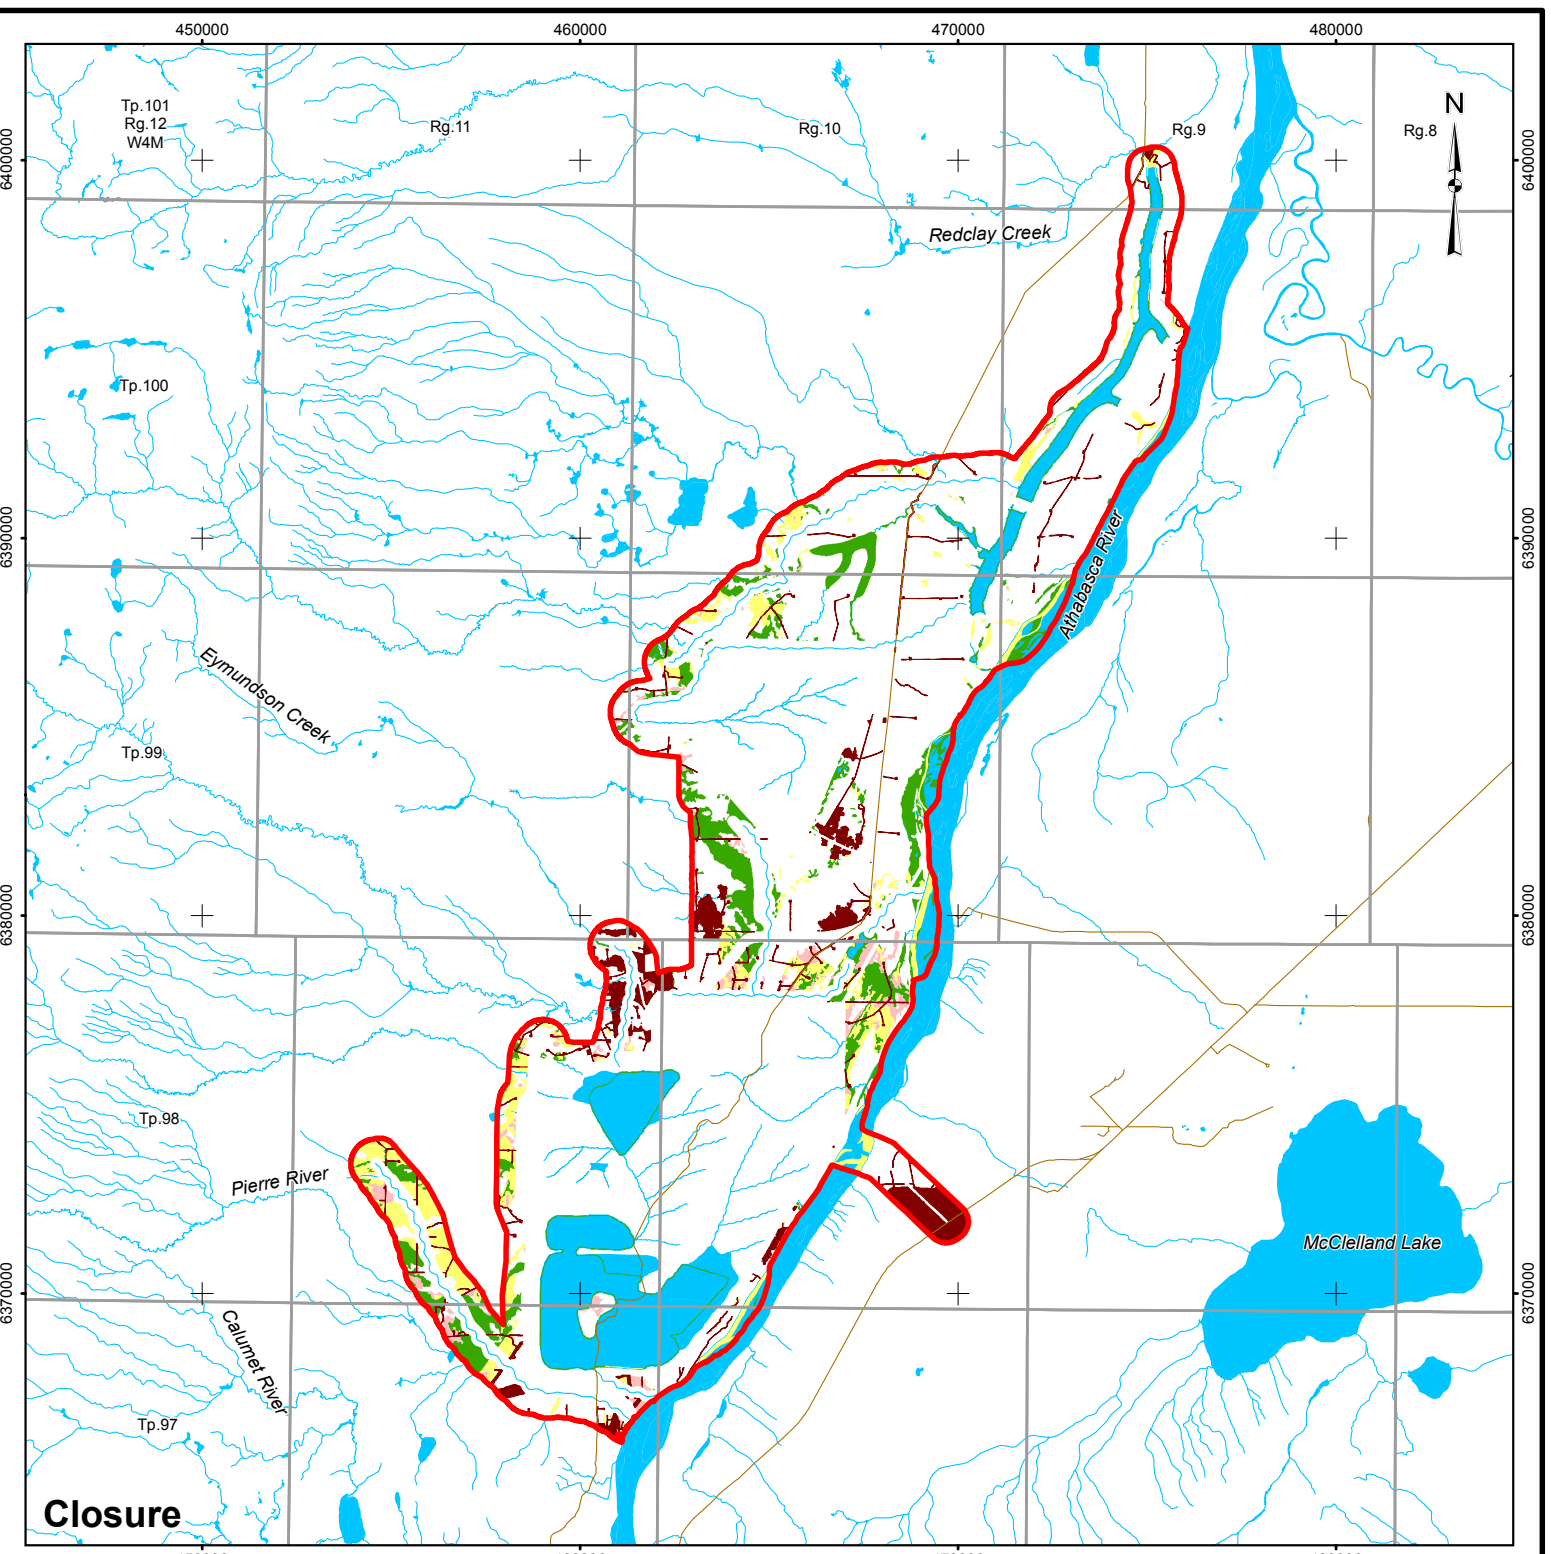 450000
460000
470000
480000
Tp.101
Rg.12
W4M
Rg.11
Rg.10
Rg.9
Rg.8
N
6400000
6400000
Redclay Creek
Tp.100
6390000
6390000
Athabasca River
Eymundson Creek
Tp.99
6380000
6380000
Tp.98
Pierre River
McClelland Lake
6370000
6370000
Calumet River
Tp.97
Closure